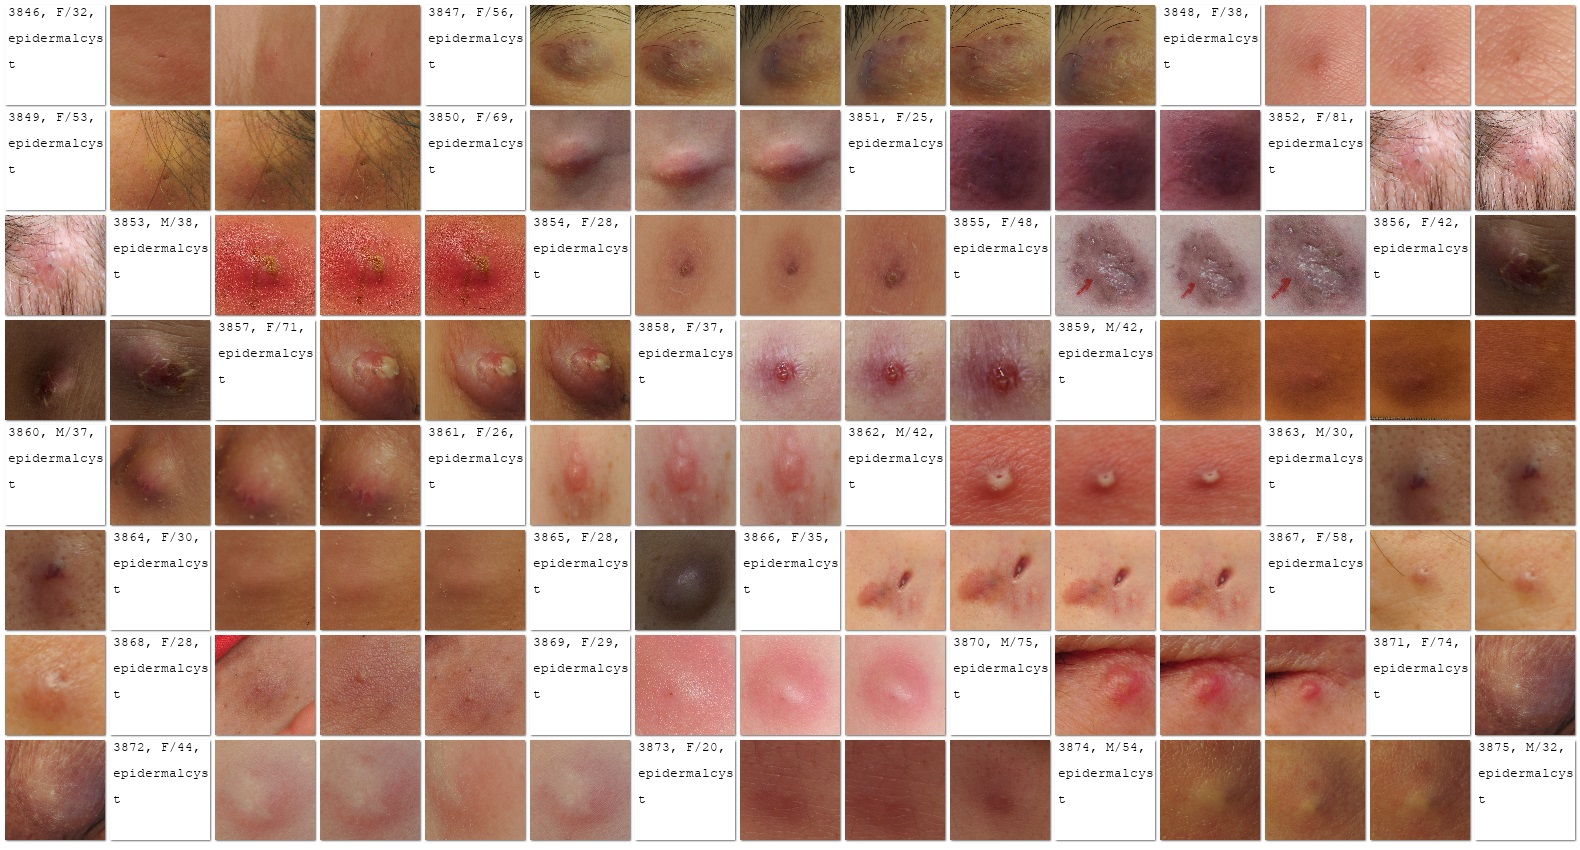 3846, F/32,
epidermalcys
t
3847, F/56,
epidermalcys
t
3848, F/38,
epidermalcys
t
3849, F/53,
epidermalcys
t
3850, F/69,
epidermalcys
t
3851, F/25,
epidermalcys
t
3852, F/81,
epidermalcys
t
3853, M/38,
epidermalcys
t
3854, F/28,
epidermalcys
t
3855, F/48,
epidermalcys
t
3856, F/42,
epidermalcys
t
3857, F/71,
epidermalcys
t
3858, F/37,
epidermalcys
t
3859, M/42,
epidermalcys
t
3860, M/37,
epidermalcys
t
3861, F/26,
epidermalcys
t
3862, M/42,
epidermalcys
t
3863, M/30,
epidermalcys
t
3864, F/30,
epidermalcys
t
3865, F/28,
epidermalcys
t
3866, F/35,
epidermalcys
t
3867, F/58,
epidermalcys
t
3868, F/28,
epidermalcys
t
3869, F/29,
epidermalcys
t
3870, M/75,
epidermalcys
t
3871, F/74,
epidermalcys
t
3872, F/44,
epidermalcys
t
3873, F/20,
epidermalcys
t
3874, M/54,
epidermalcys
t
3875, M/32,
epidermalcys
t